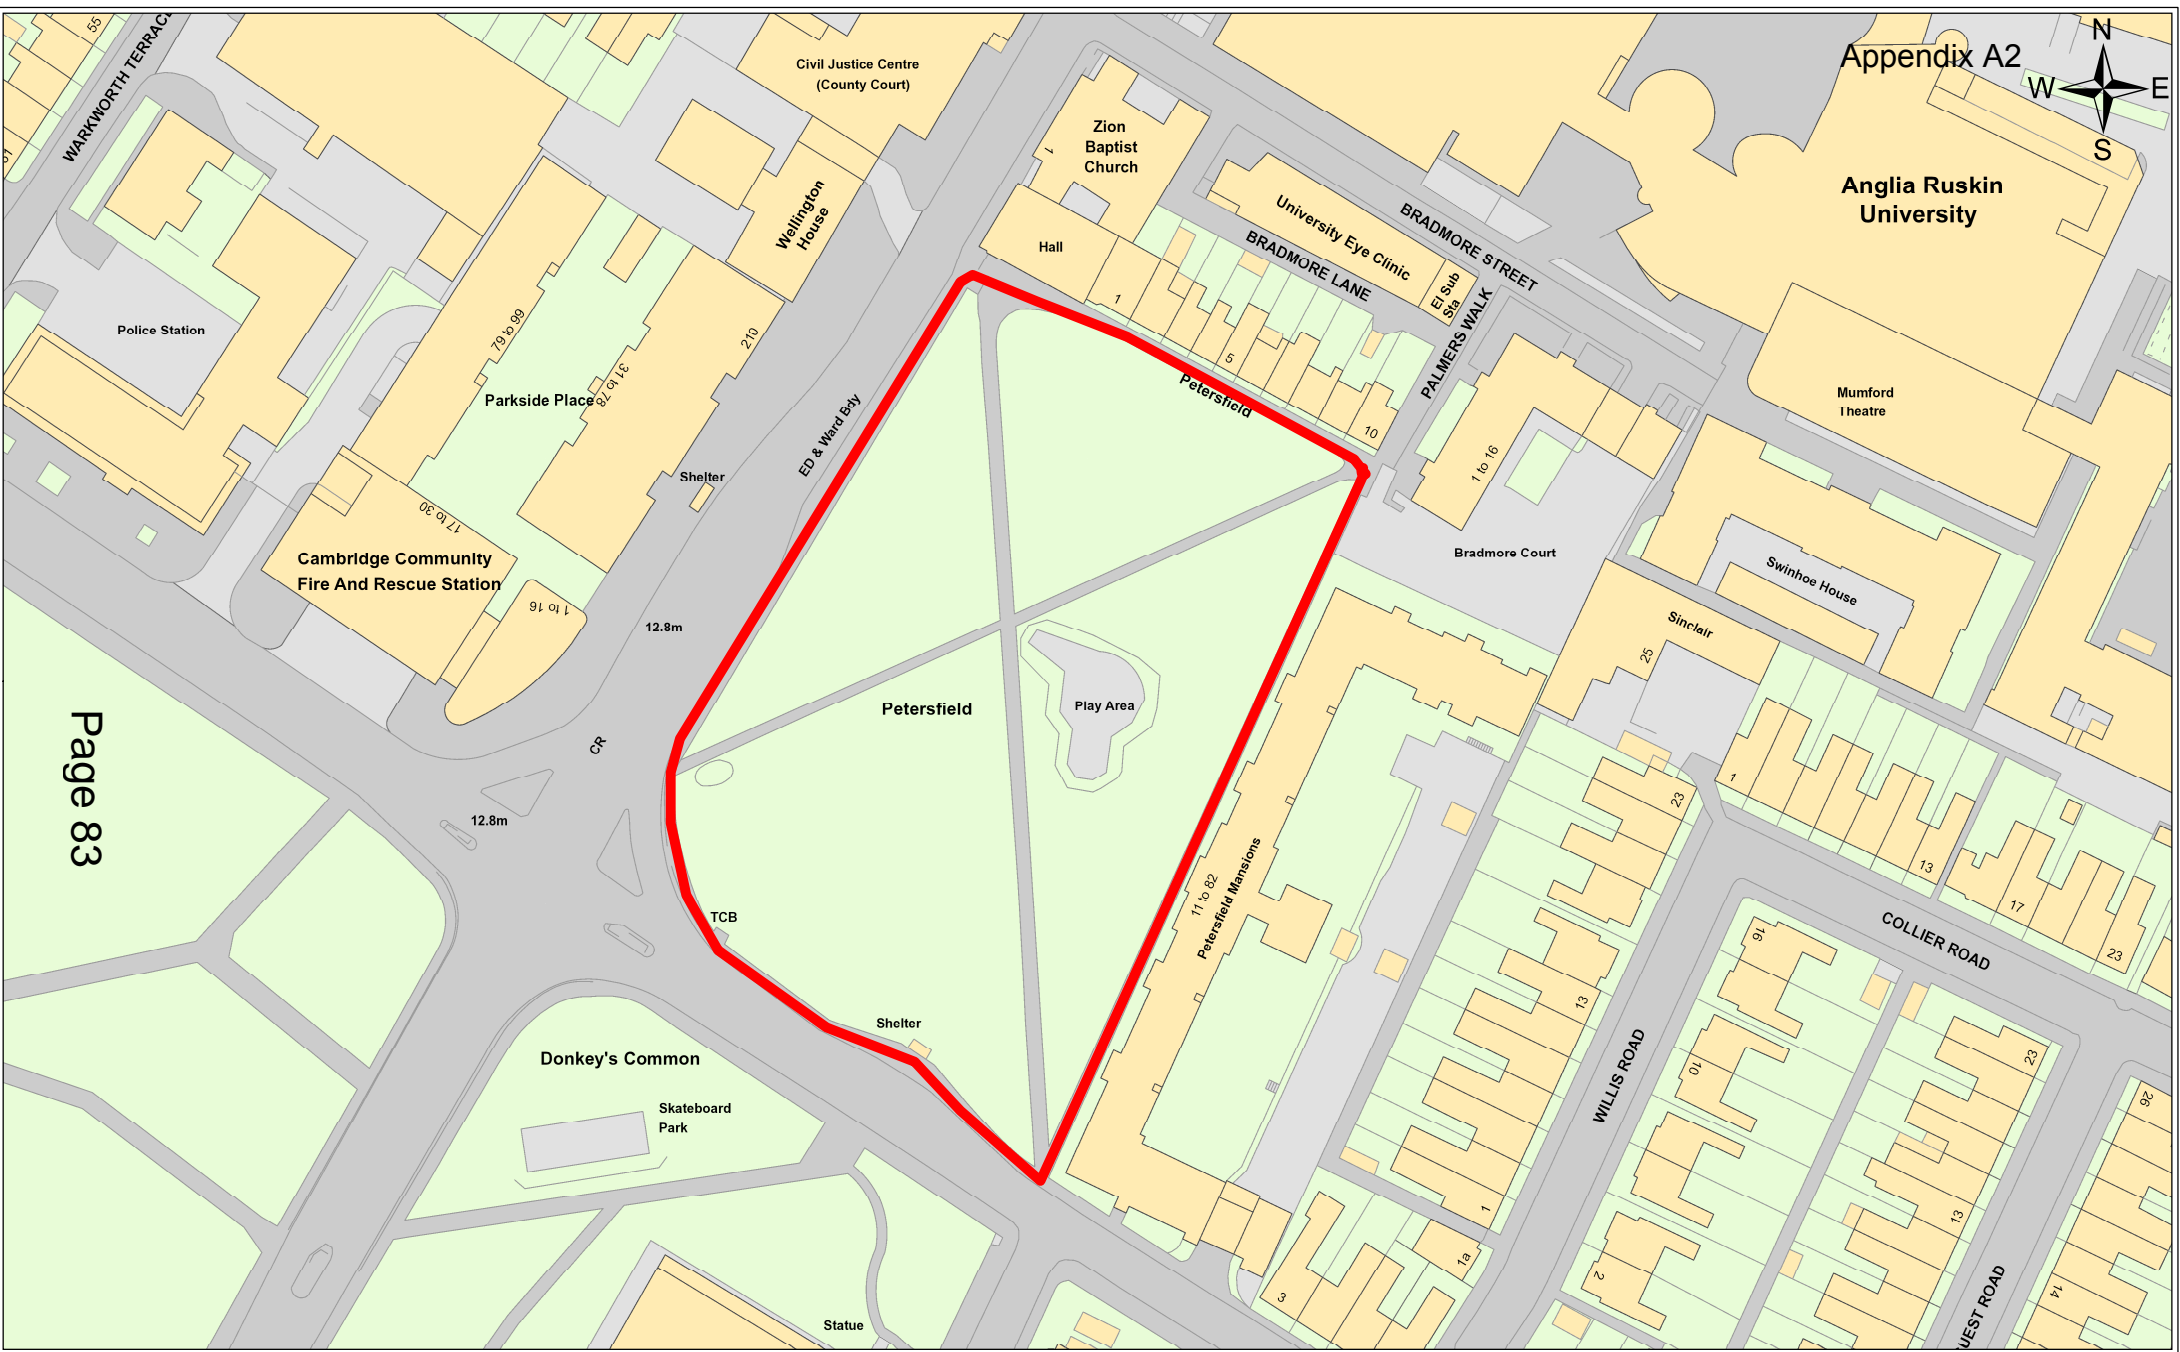 Appendix A2
N
W
E
S
55
WARKWORTH TERRACE
61
Civil Justice Centre
(County Court)
Zion
Baptist
Church
1
Anglia Ruskin
University
Wellington
House
Hall
University Eye Clinic
BRADMORE STREET
BRADMORE LANE
El Sub
Sta
PALMERS WALK
Police Station
79 to 99
Parkside Place
31 to 78
210
1
5
10
Petersfield
ED & Ward Bdy
Mumford
Theatre
Shelter
17 to 30
1 to 16
Bradmore Court
Swinhoe House
Cambridge Community
Fire And Rescue Station
1 to 16
12.8m
Sinclair
25
Petersfield
Play Area
Page 83
CR
12.8m
23
1
13
17
23
COLLIER ROAD
11 to 82
Petersfield Mansions
TCB
Shelter
16
13
Donkey's Common
Skateboard
Park
WILLIS ROAD
10
23
26
1
1a
13
3
2
14
UEST ROAD
Statue